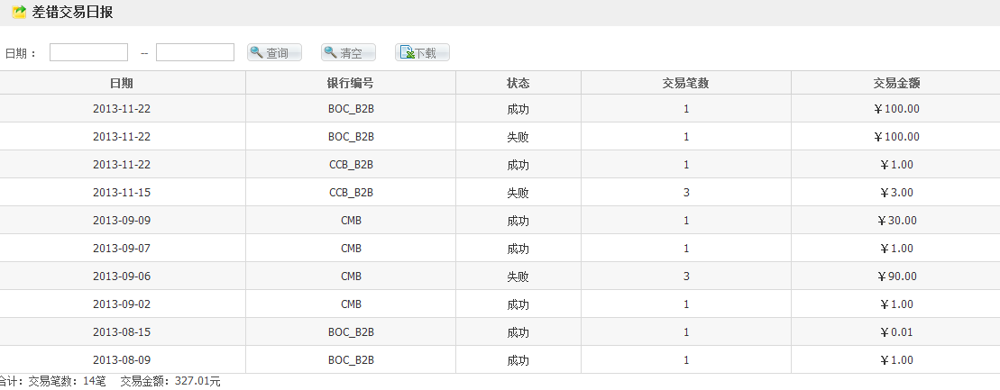 差错交易日报
日期： -- 查询 清空 下载
日期 银行编号 状态 交易笔数 交易金额
2013-11-22 BOC_B2B 成功 1 ￥100.00
2013-11-22 BOC_B2B 失败 1 ￥100.00
2013-11-22 CCB_B2B 成功 1 ￥1.00
2013-11-15 CCB_B2B 失败 3 ￥3.00
2013-09-09 CMB 成功 1 ￥30.00
2013-09-07 CMB 成功 1 ￥1.00
2013-09-06 CMB 失败 3 ￥90.00
2013-09-02 CMB 成功 1 ￥1.00
2013-08-15 BOC_B2B 成功 1 ￥0.01
2013-08-09 BOC_B2B 成功 1 ￥1.00
合计：交易笔数：14笔 交易金额：327.01元